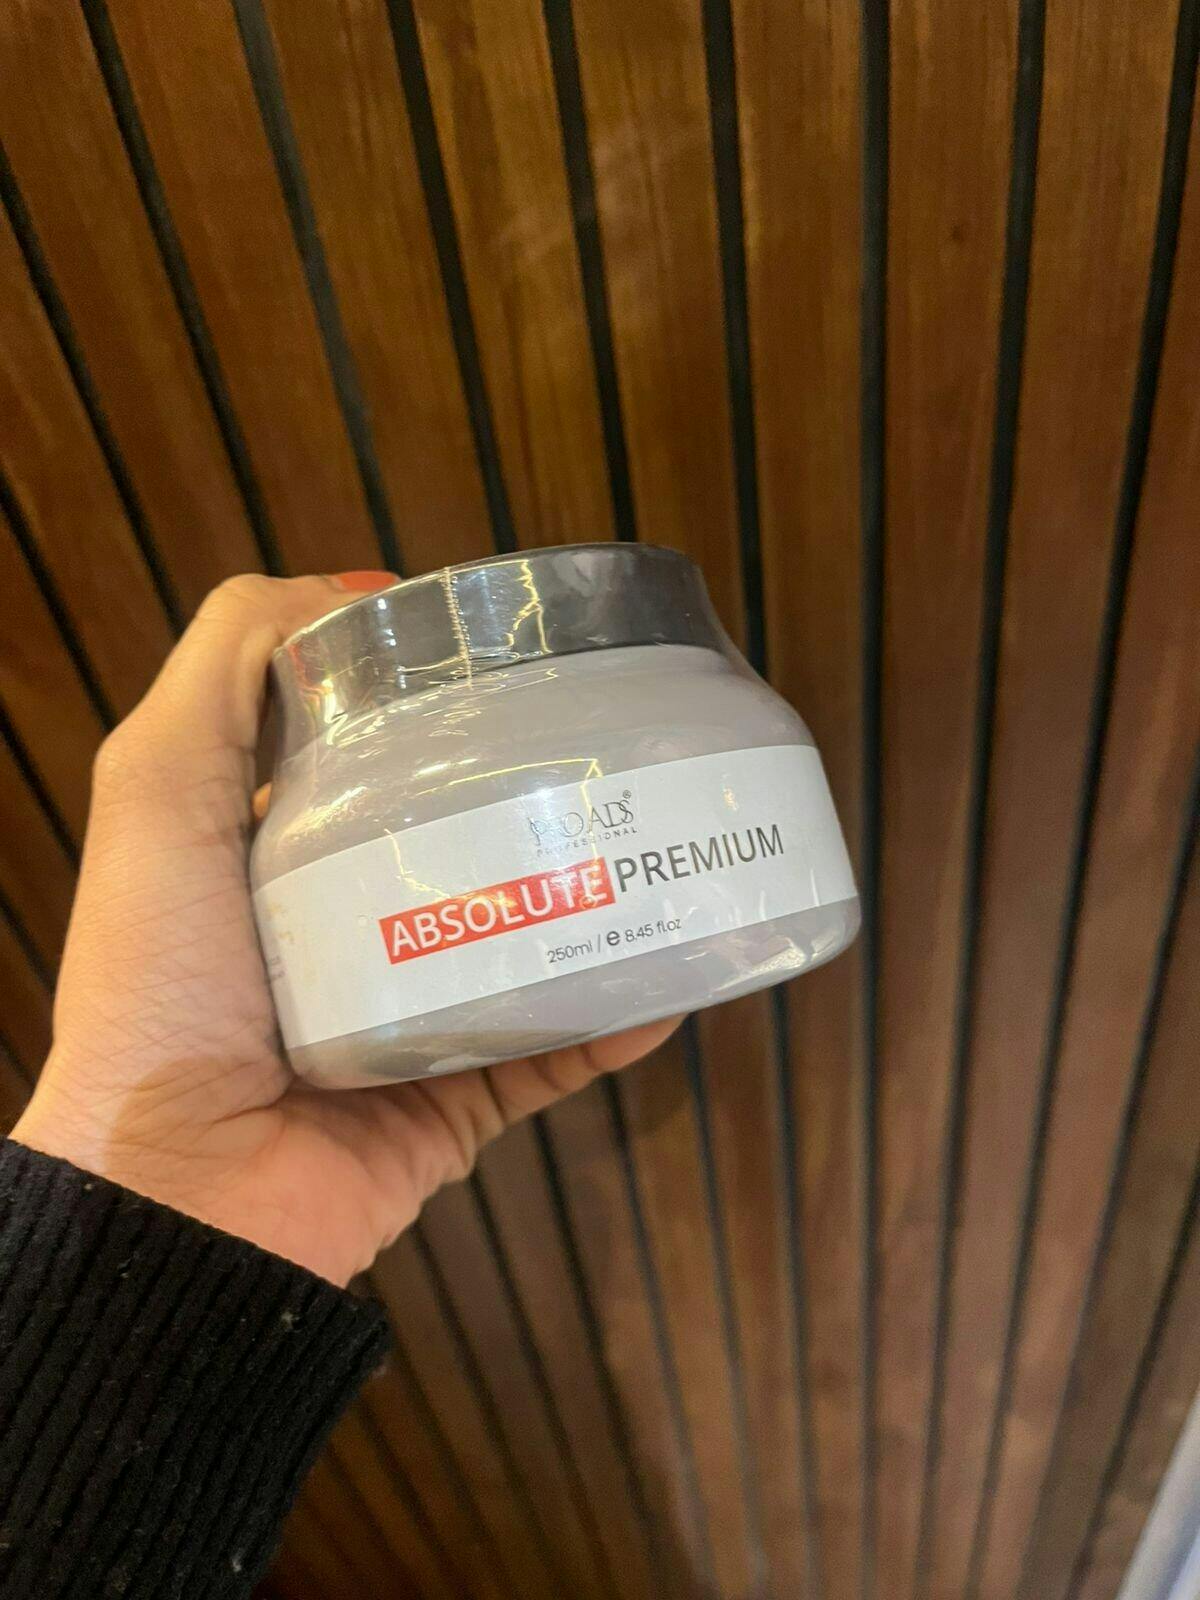 PROADS®
PROFESSIONAL
ABSOLUTE PREMIUM
250ml / e 8.45 fl.oz